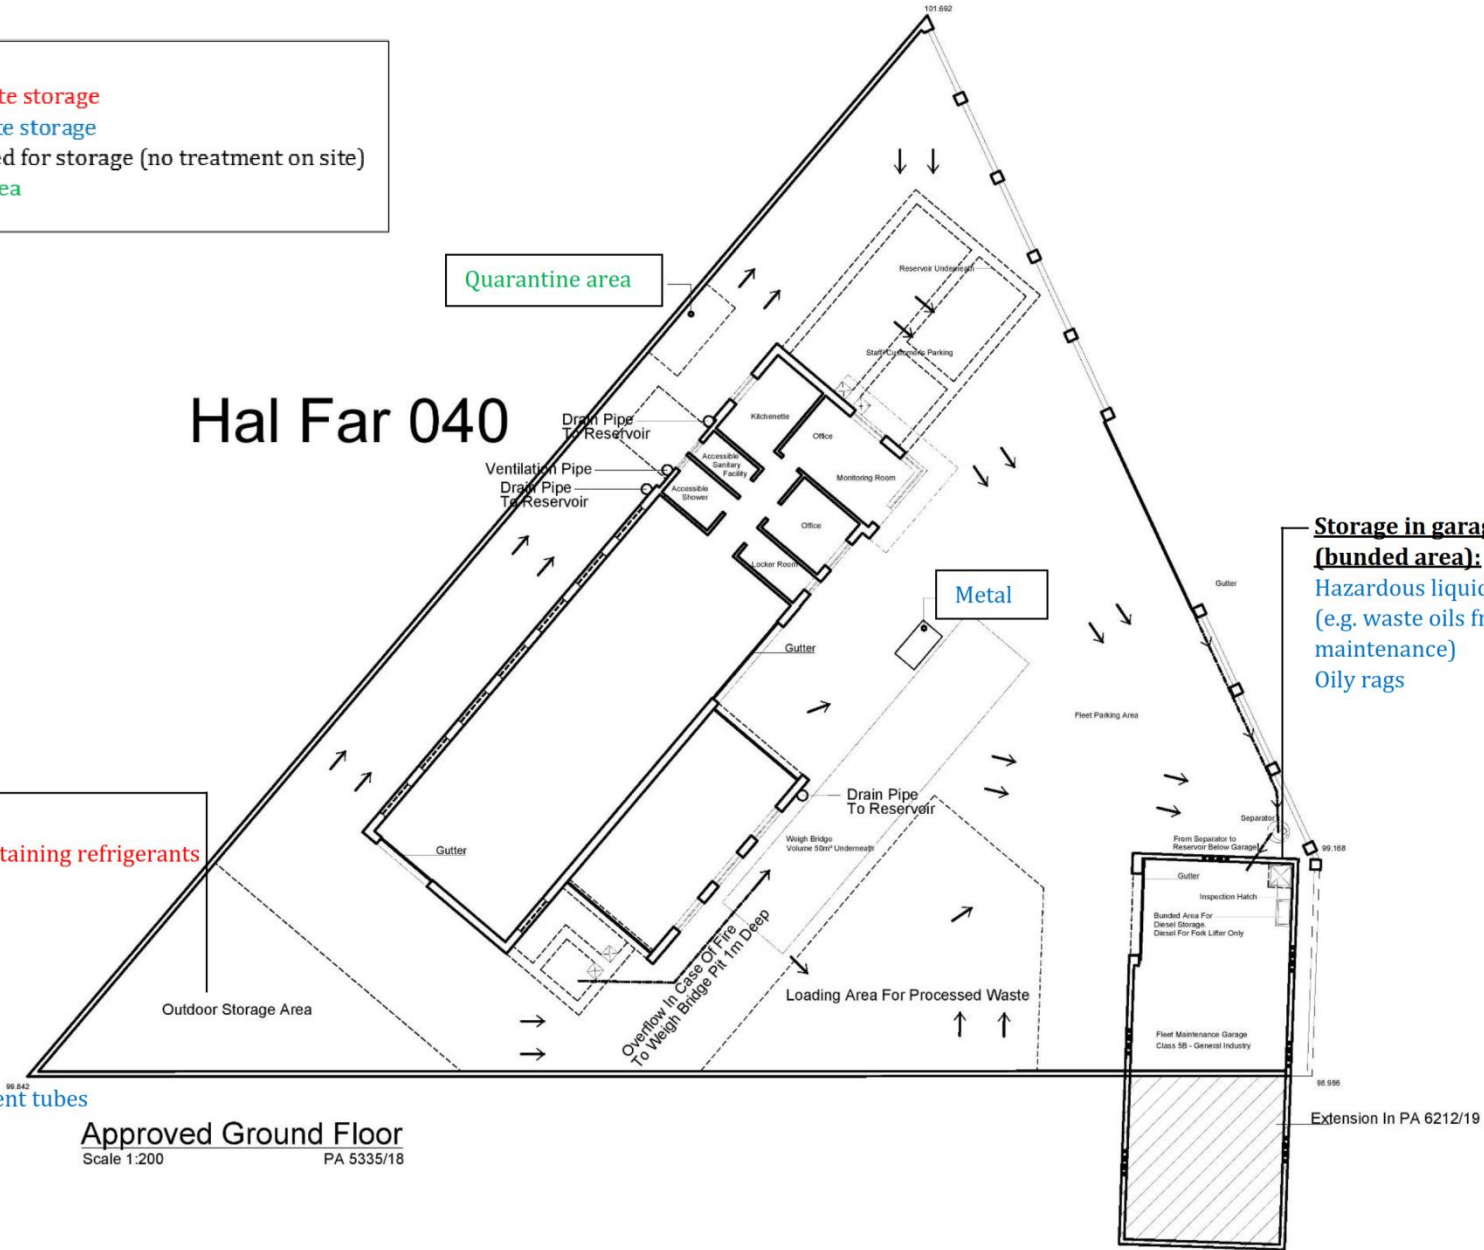 101.692
te storage
te storage
ed for storage (no treatment on site)
ea
Quarantine area
Reservoir Underneath
Staff-Customers Parking
Hal Far 040
Drain Pipe
To Reservoir
Ventilation Pipe
Drain Pipe
To Reservoir
Kitchenette
Office
Accessible
Sanitary
Facility
Monitoring Room
Accessible
Shower
Office
Locker Room
Storage in garag
(bunded area):
Hazardous liquid
(e.g. waste oils fr
maintenance)
Oily rags
Gutter
Metal
Gutter
Fleet Parking Area
Drain Pipe
To Reservoir
Weigh Bridge
Volume 50m³ Underneath
Separator
From Separator to
Reservoir Below Garage
99.168
taining refrigerants
Gutter
Gutter
Inspection Hatch
Bunded Area For
Diesel Storage.
Diesel For Fork Lifter Only
Overflow In Case Of Fire
To Weigh Bridge Pit 1m Deep
Loading Area For Processed Waste
Outdoor Storage Area
Fleet Maintenance Garage
Class 5B - General Industry
99.842
98.986
ent tubes
Extension In PA 6212/19
Approved Ground Floor
Scale 1:200 PA 5335/18